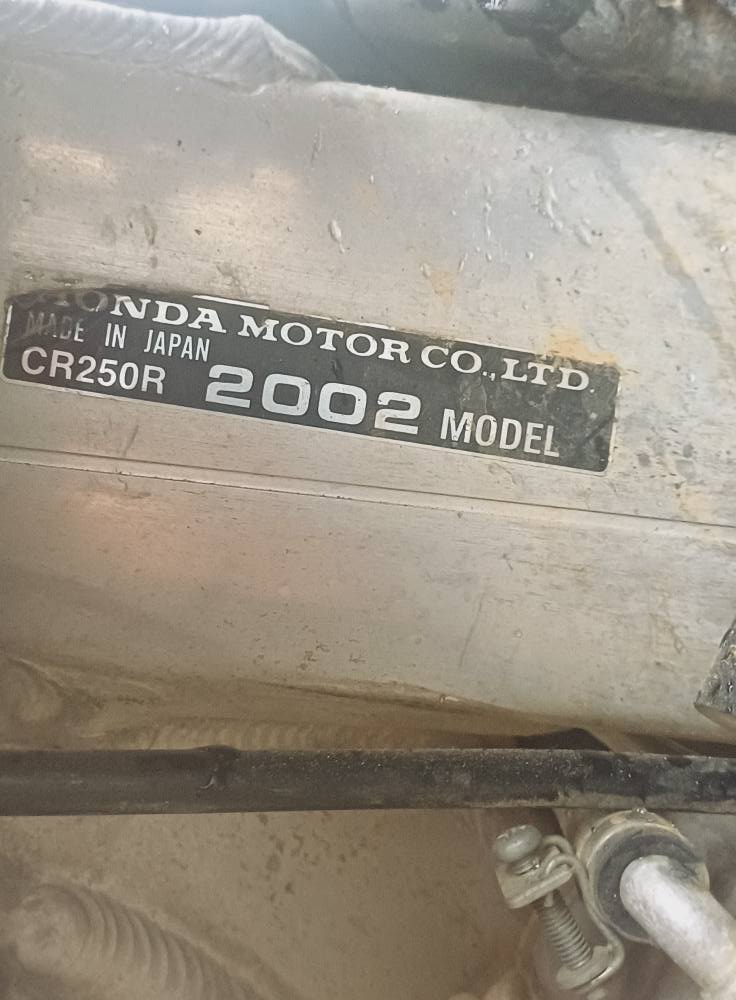 HONDA MOTOR CO., LTD.
MADE IN JAPAN
CR250R 2002 MODEL